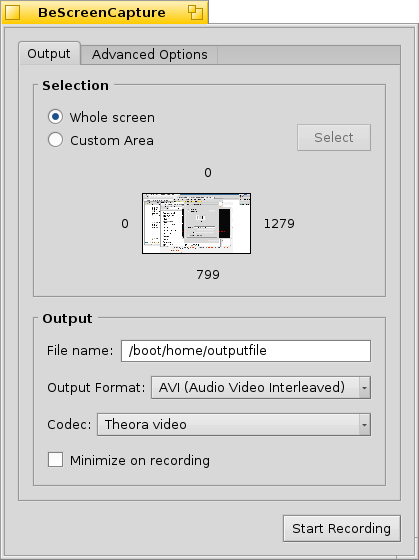 BeScreenCapture
Output Advanced Options
Selection
Whole screen
Custom Area
Select
0
0 1279
799
Output
File name: /boot/home/outputfile
Output Format: AVI (Audio Video Interleaved)
Codec: Theora video
Minimize on recording
Start Recording